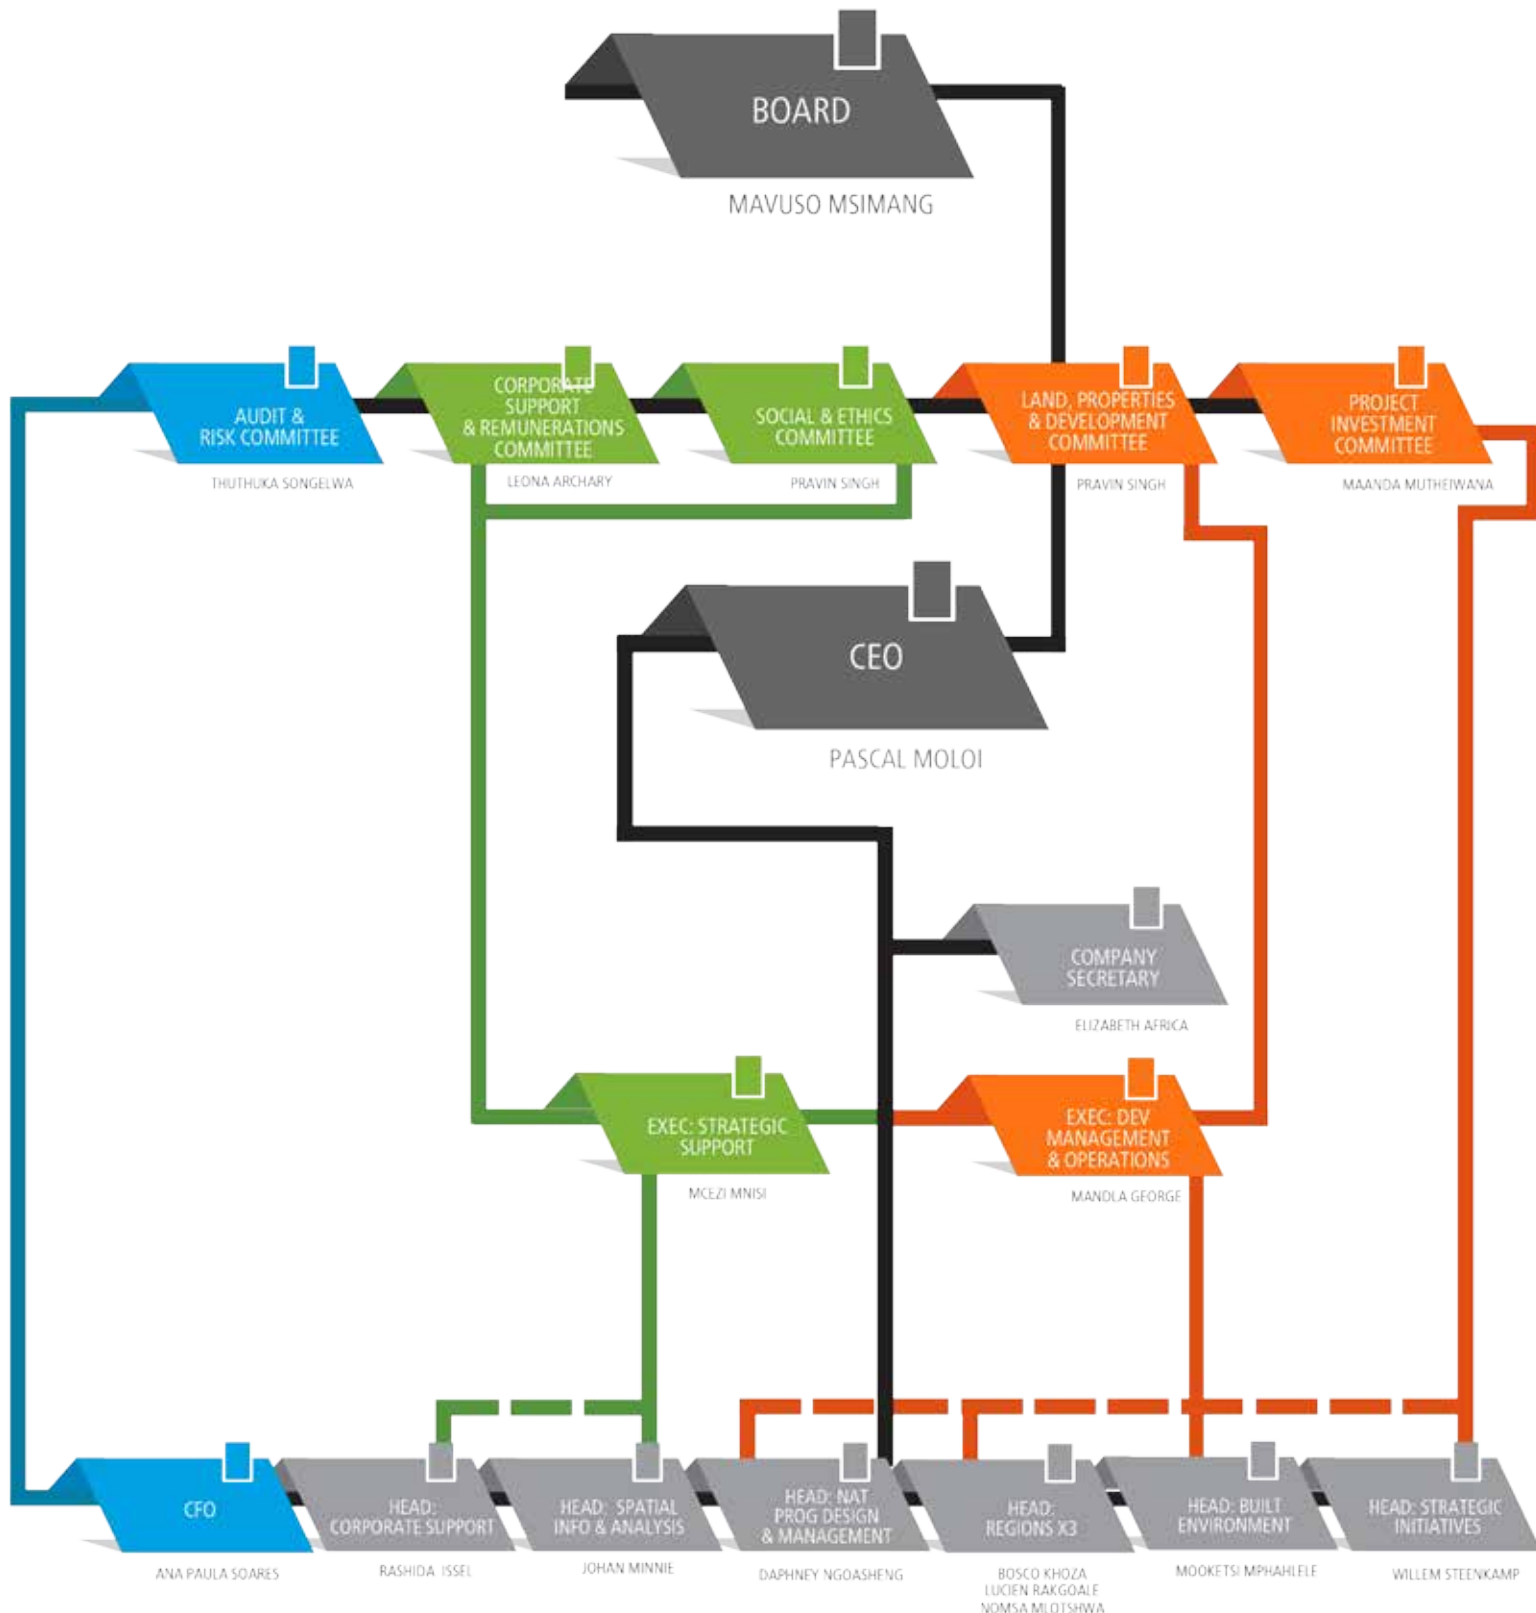 BOARD
MAVUSO MSIMANG
AUDIT &
RISK COMMITTEE
THUTHUKA SONGELWA
CORPORATE
SUPPORT
& REMUNERATIONS
COMMITTEE
LEONA ARCHARY
SOCIAL & ETHICS
COMMITTEE
PRAVIN SINGH
LAND, PROPERTIES
& DEVELOPMENT
COMMITTEE
PRAVIN SINGH
PROJECT
INVESTMENT
COMMITTEE
MAANDA MUTHEIWANA
CEO
PASCAL MOLOI
COMPANY
SECRETARY
ELIZABETH AFRICA
EXEC: STRATEGIC
SUPPORT
MCEZI MNISI
EXEC: DEV
MANAGEMENT
& OPERATIONS
MANDLA GEORGE
CFO
ANA PAULA SOARES
HEAD:
CORPORATE SUPPORT
RASHIDA ISSEL
HEAD: SPATIAL
INFO & ANALYSIS
JOHAN MINNIE
HEAD: NAT
PROG DESIGN
& MANAGEMENT
DAPHNEY NGOASHENG
HEAD:
REGIONS X3
BOSCO KHOZA
LUCIEN RAKGOALE
NOMSA MLOTSHWA
HEAD: BUILT
ENVIRONMENT
MOOKETSI MPHAHLELE
HEAD: STRATEGIC
INITIATIVES
WILLEM STEENKAMP